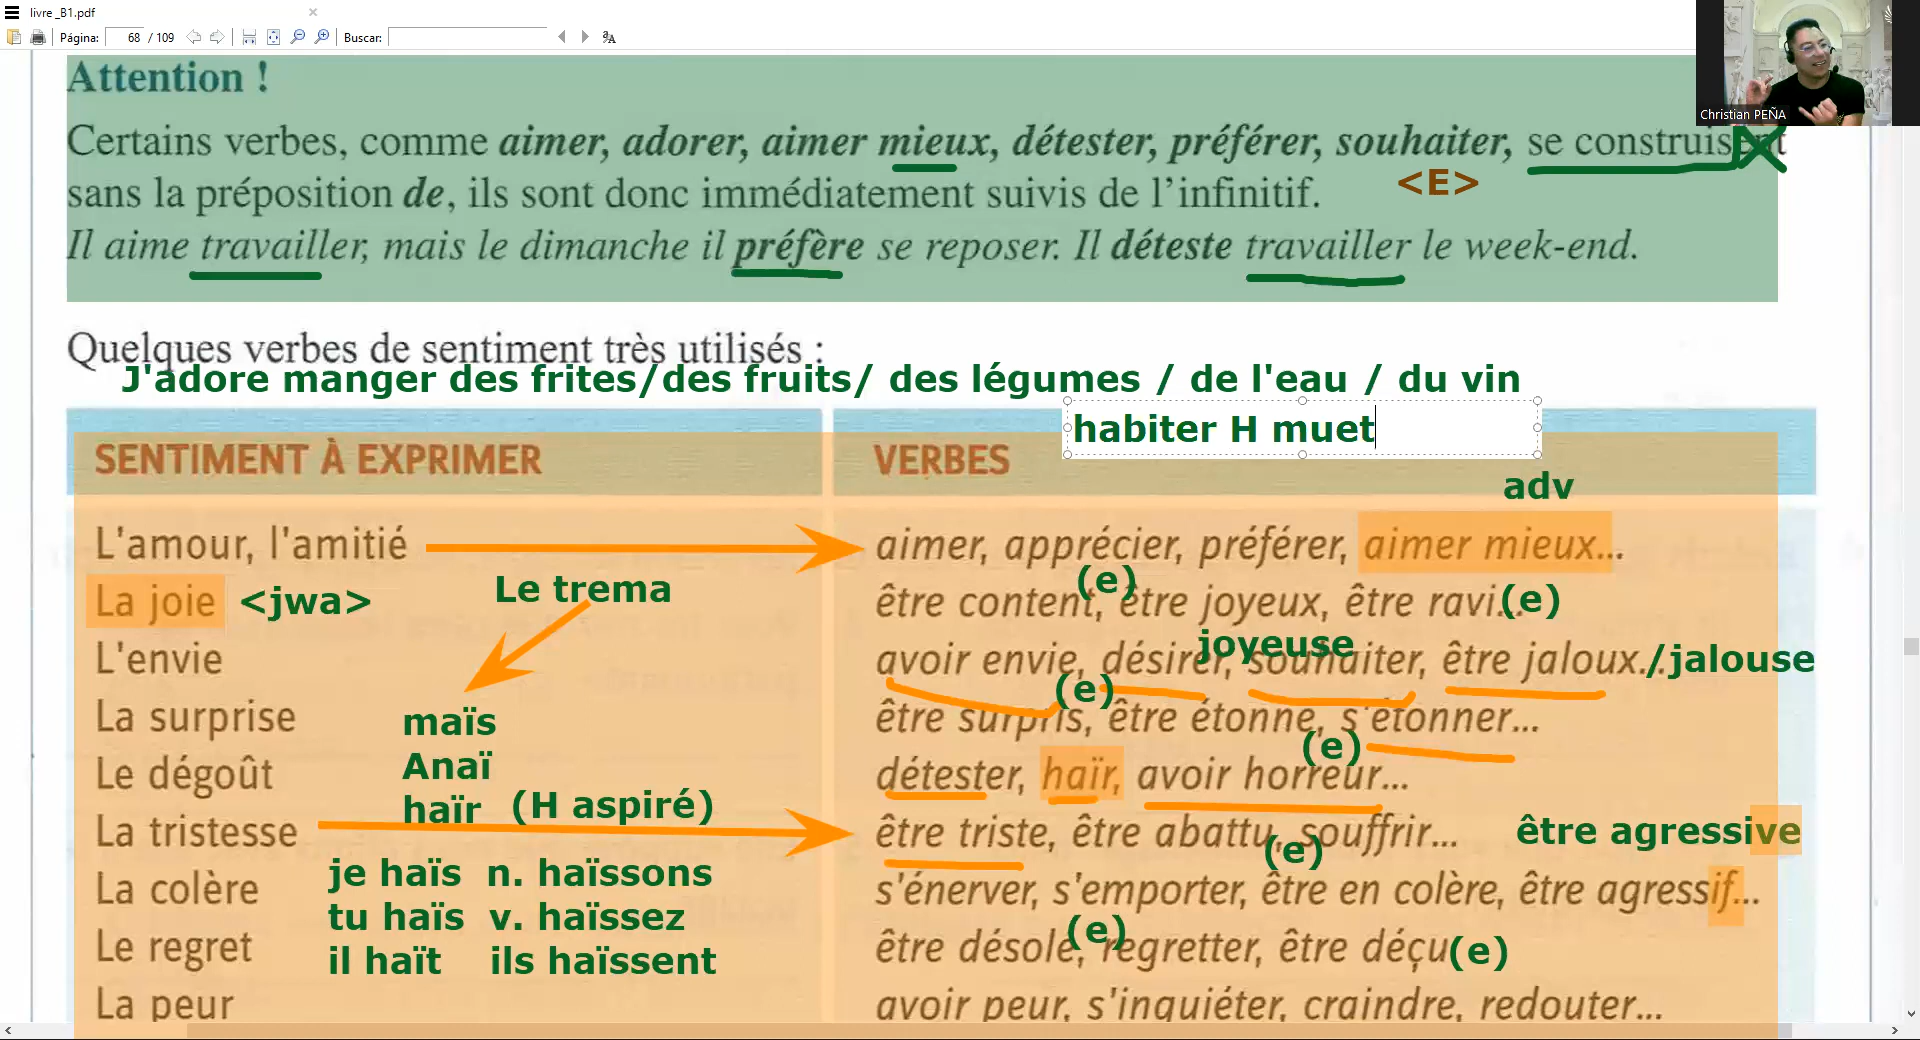 livre_B1.pdf
Página: 68 / 109 Buscar:
Christian PEÑA
Attention !
Certains verbes, comme aimer, adorer, aimer mieux, détester, préférer, souhaiter, se construisent
<E>
sans la préposition de, ils sont donc immédiatement suivis de l'infinitif.
Il aime travailler, mais le dimanche il préfère se reposer. Il déteste travailler le week-end.
Quelques verbes de sentiment très utilisés :
J'adore manger des frites/des fruits/ des légumes / de l'eau / du vin
habiter H muet
SENTIMENT À EXPRIMER VERBES
adv
L'amour, l'amitié aimer, apprécier, préférer, aimer mieux...
(e)
La joie <jwa> Le trema être content, être joyeux, être ravi... (e)
joyeuse
L'envie avoir envie, désirer, souhaiter, être jaloux... /jalouse
(e)
La surprise maïs être surpris, être étonné, s'étonner...
(e)
Anaï
Le dégoût détester, haïr, avoir horreur...
haïr (H aspiré)
La tristesse être triste, être abattu, souffrir... être agressive
(e)
je haïs n. haïssons
La colère s'énerver, s'emporter, être en colère, être agressif...
tu haïs v. haïssez
(e)
Le regret être désolé, regretter, être déçu (e)
il haït ils haïssent
La peur avoir peur, s'inquiéter, craindre, redouter...